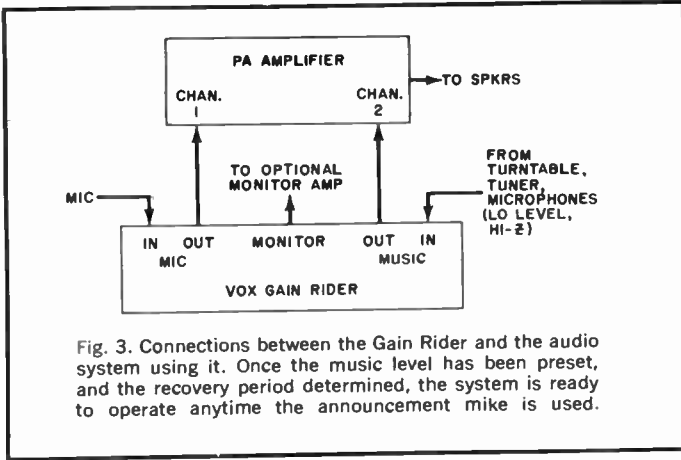 PA AMPLIFIER
CHAN.
1
CHAN.
2
TO SPKRS
MIC
TO OPTIONAL
MONITOR AMP
FROM
TURNTABLE,
TUNER,
MICROPHONES
(LO LEVEL,
HI-Z)
IN OUT MONITOR OUT IN
MIC MUSIC
VOX GAIN RIDER
Fig. 3. Connections between the Gain Rider and the audio
system using it. Once the music level has been preset,
and the recovery period determined, the system is ready
to operate anytime the announcement mike is used.